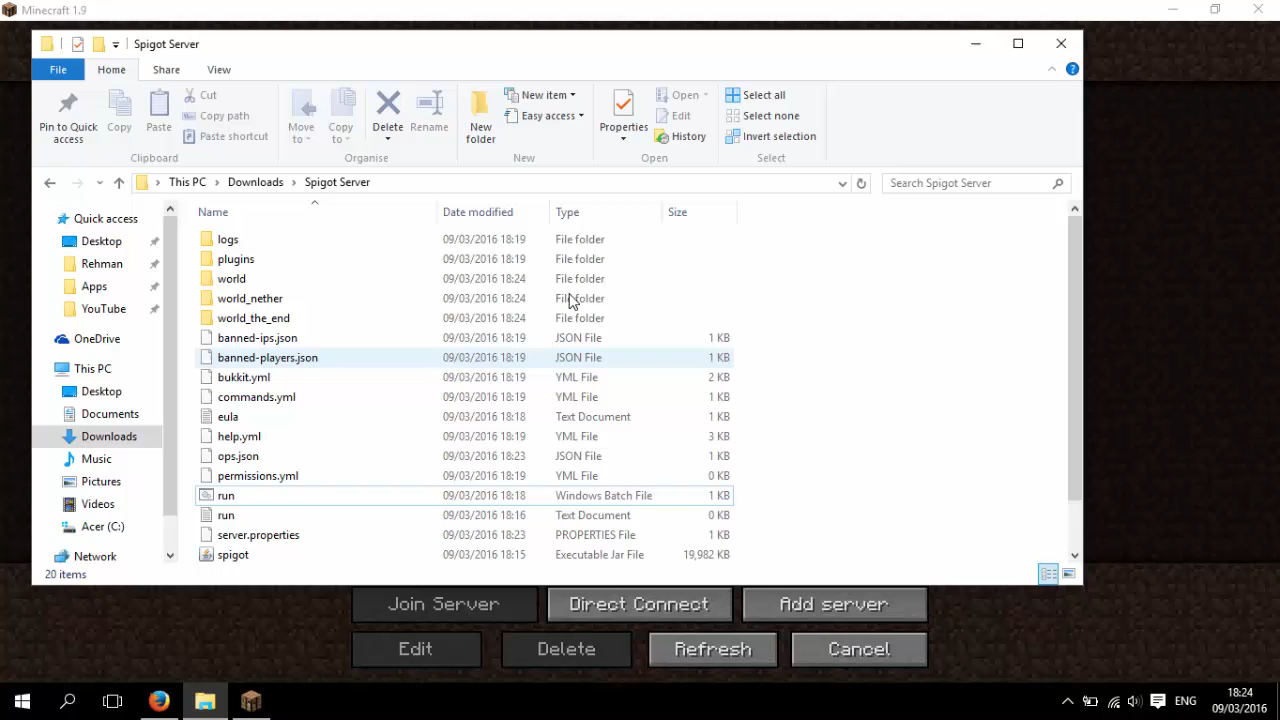 Minecraft 1.9
Spigot Server
File Home Share View
Pin to Quick access
Copy
Paste
Cut
Copy path
Paste shortcut
Clipboard
Move to
Copy to
Delete
Rename
Organise
New folder
New item
Easy access
New
Properties
Open
Edit
History
Open
Select all
Select none
Invert selection
Select
This PC > Downloads > Spigot Server
Search Spigot Server
Quick access
Desktop
Rehman
Apps
YouTube
OneDrive
This PC
Desktop
Documents
Downloads
Music
Pictures
Videos
Acer (C:)
Network
Name Date modified Type Size
logs 09/03/2016 18:19 File folder
plugins 09/03/2016 18:19 File folder
world 09/03/2016 18:24 File folder
world_nether 09/03/2016 18:24 File folder
world_the_end 09/03/2016 18:24 File folder
banned-ips.json 09/03/2016 18:19 JSON File 1 KB
banned-players.json 09/03/2016 18:19 JSON File 1 KB
bukkit.yml 09/03/2016 18:19 YML File 2 KB
commands.yml 09/03/2016 18:19 YML File 1 KB
eula 09/03/2016 18:18 Text Document 1 KB
help.yml 09/03/2016 18:19 YML File 3 KB
ops.json 09/03/2016 18:23 JSON File 1 KB
permissions.yml 09/03/2016 18:19 YML File 0 KB
run 09/03/2016 18:18 Windows Batch File 1 KB
run 09/03/2016 18:16 Text Document 0 KB
server.properties 09/03/2016 18:23 PROPERTIES File 1 KB
spigot 09/03/2016 18:15 Executable Jar File 19,982 KB
20 items
Join Server Direct Connect Add server
Edit Delete Refresh Cancel
ENG
18:24
09/03/2016